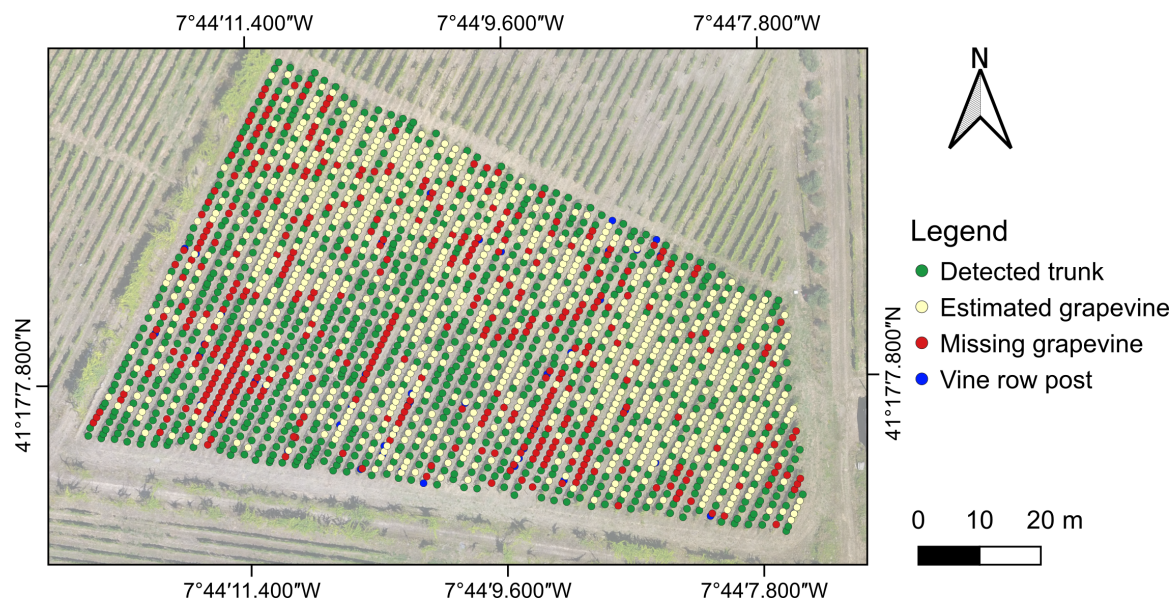 7°44′11.400″W 7°44′9.600″W 7°44′7.800″W
N
Legend
Detected trunk
Estimated grapevine
Missing grapevine
Vine row post
41°17′7.800″N 41°17′7.800″N
0 10 20 m
7°44′11.400″W 7°44′9.600″W 7°44′7.800″W